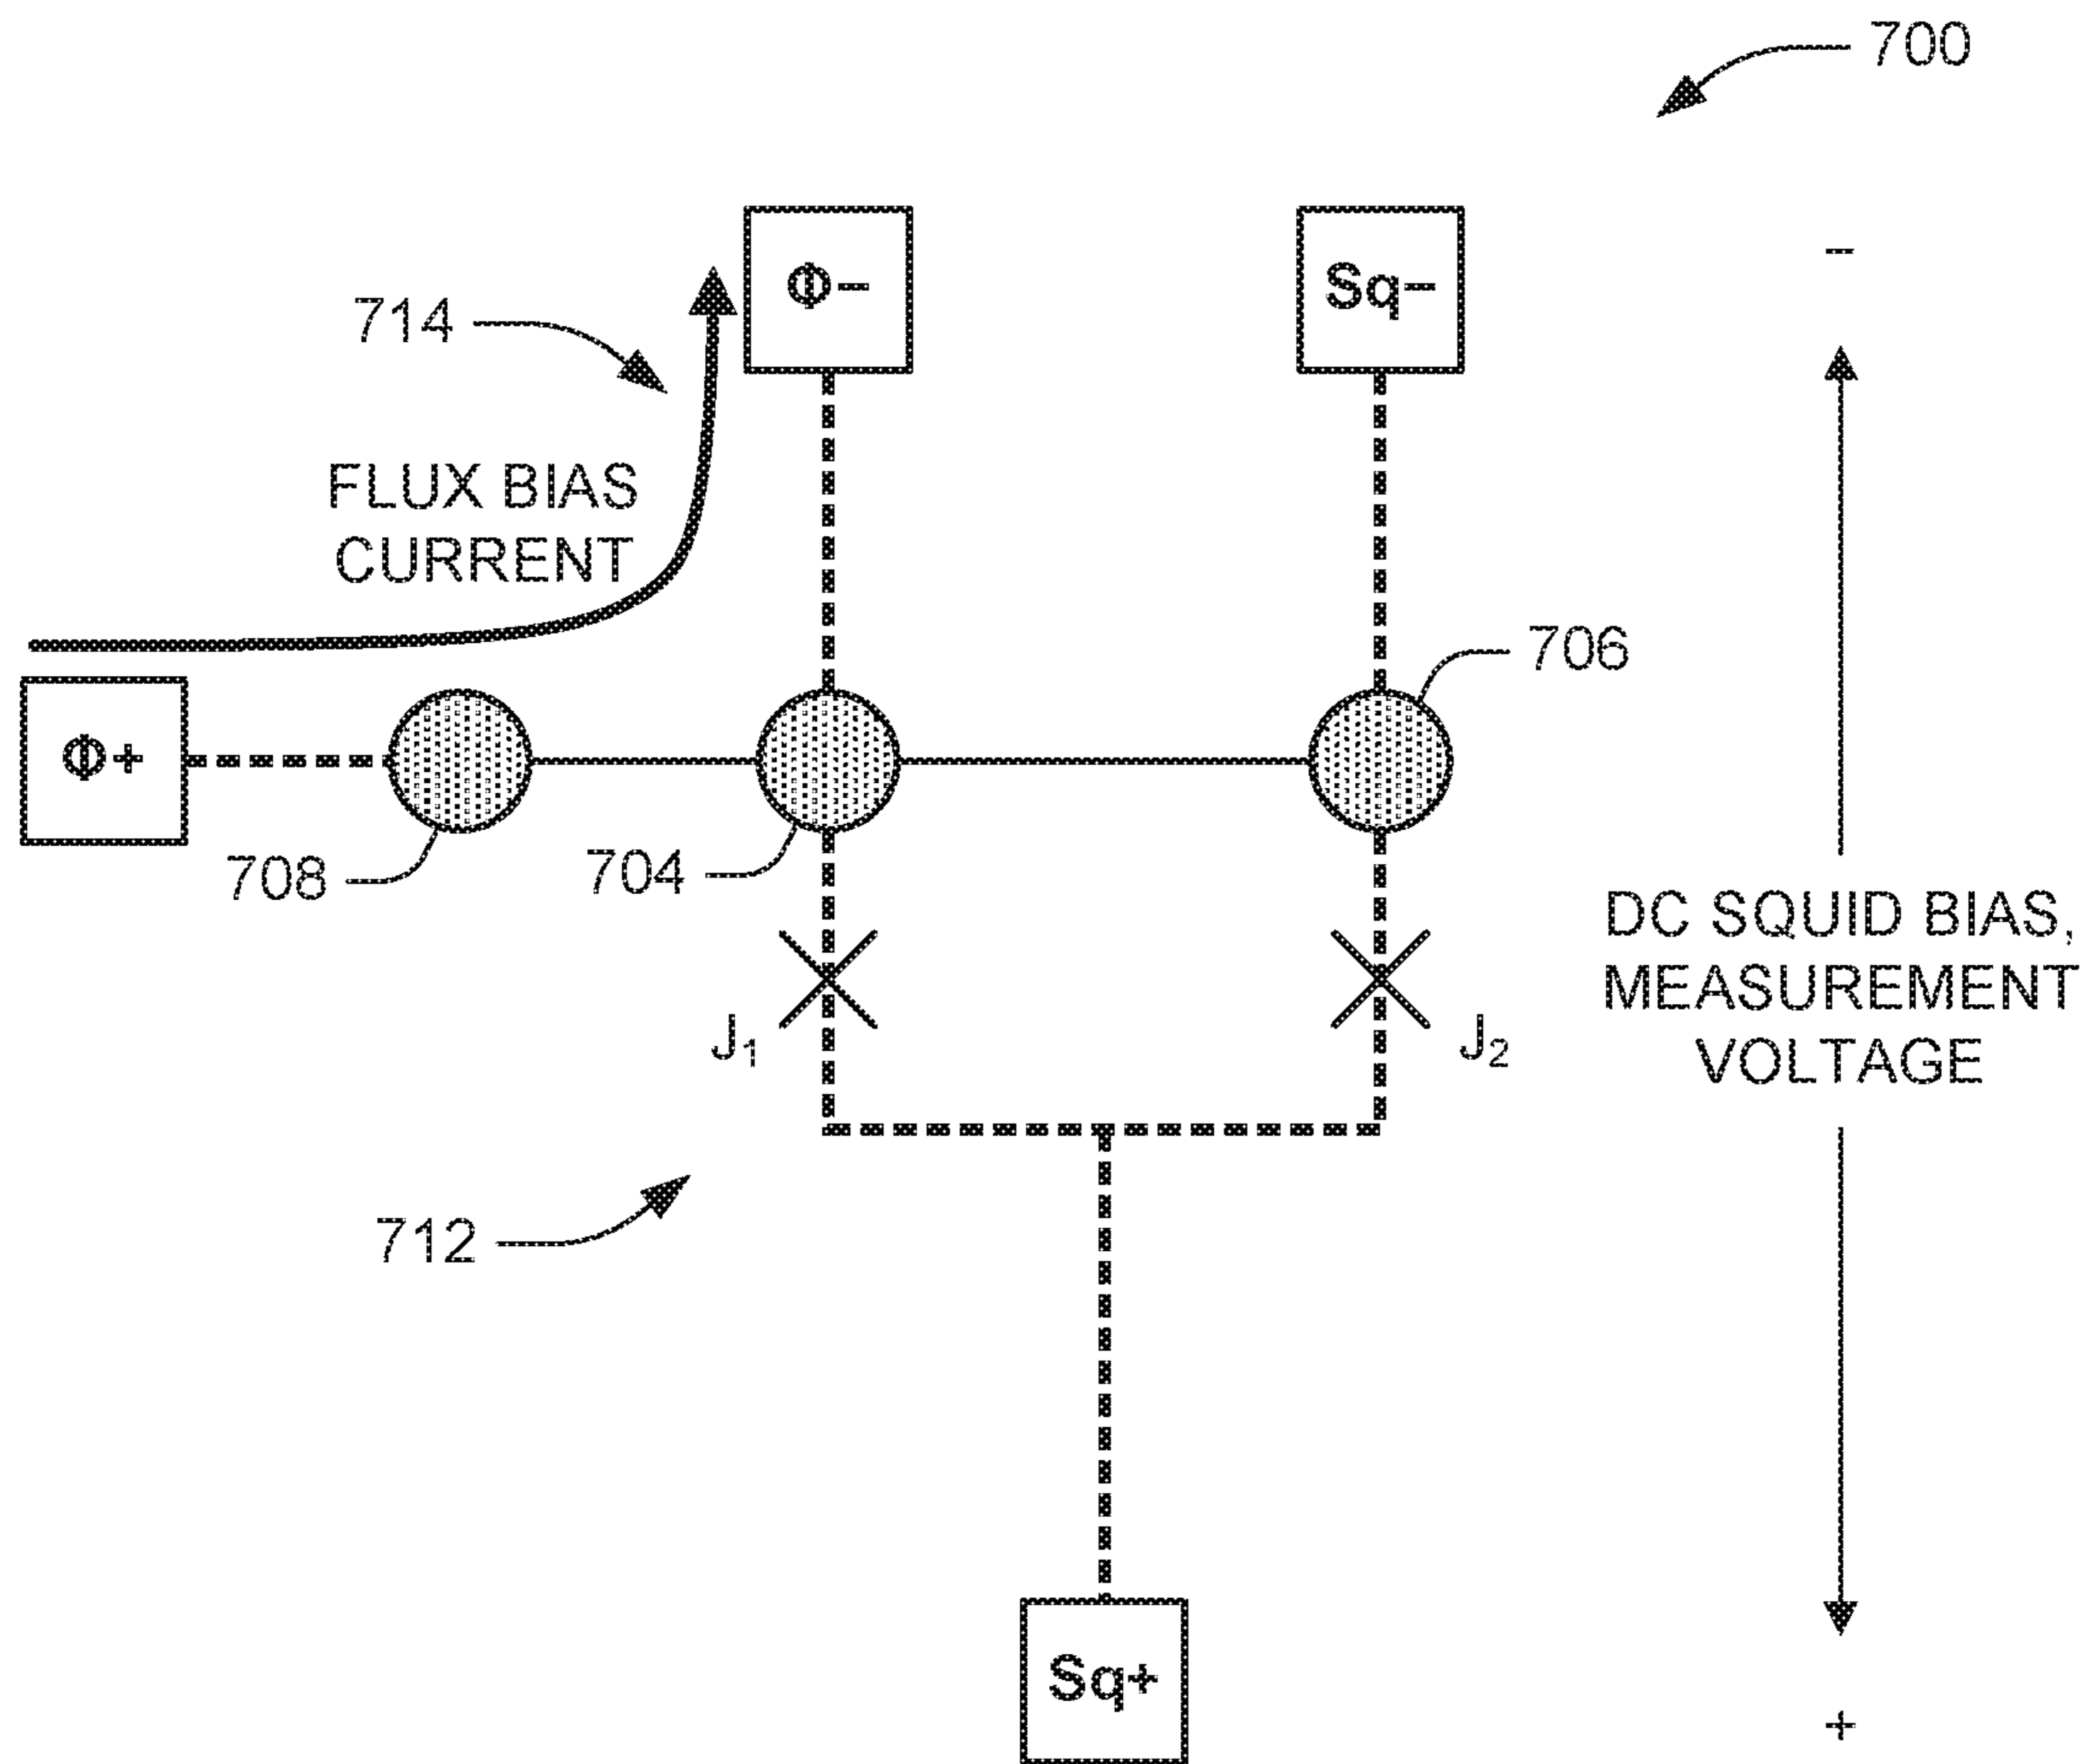 700
Φ−
Sq−
−
714
FLUX BIAS
CURRENT
706
Φ+
708
704
DC SQUID BIAS,
MEASUREMENT
VOLTAGE
J₁
J₂
712
Sq+
+